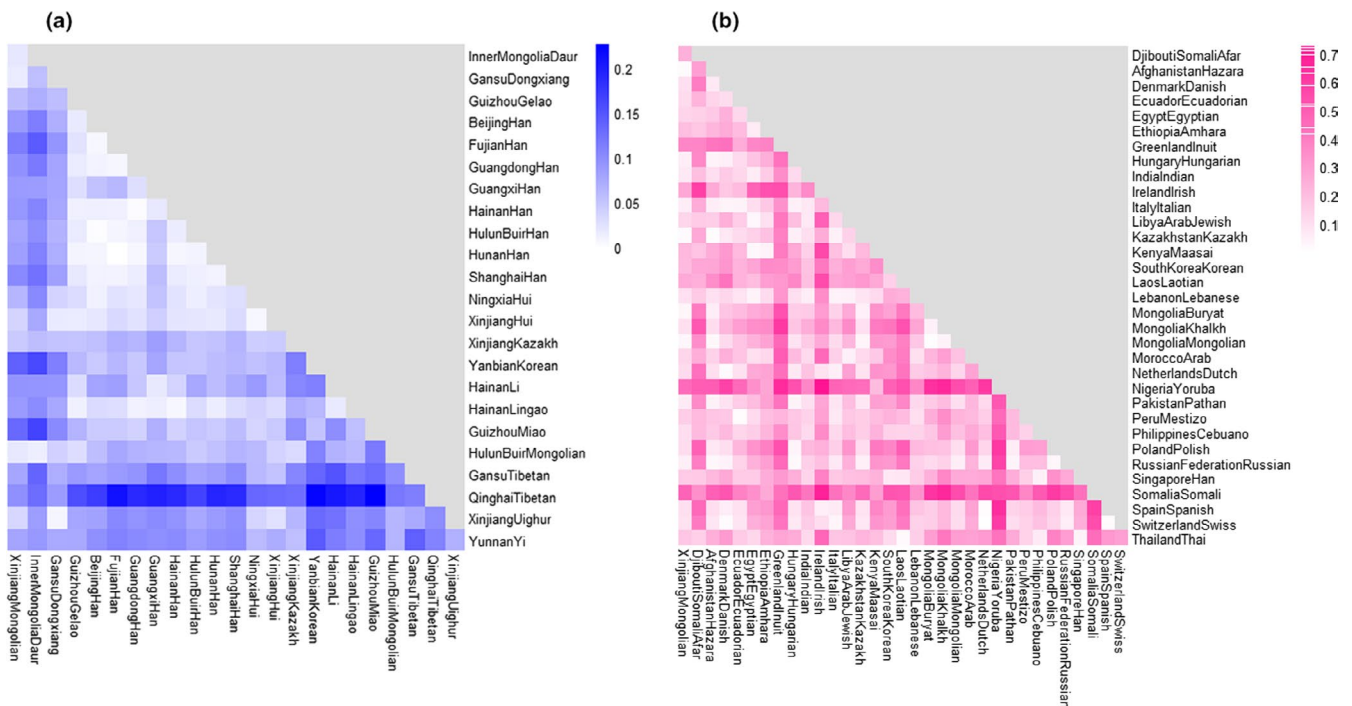 (a)
InnerMongoliaDaur
GansuDongxiang
GuizhouGelao
BeijingHan
FujianHan
GuangdongHan
GuangxiHan
HainanHan
HulunBuirHan
HunanHan
ShanghaiHan
NingxiaHui
XinjiangHui
XinjiangKazakh
YanbianKorean
HainanLi
HainanLingao
GuizhouMiao
HulunBuirMongolian
GansuTibetan
QinghaiTibetan
XinjiangUighur
YunnanYi
XinjiangMongolian
InnerMongoliaDaur
GansuDongxiang
GuizhouGelao
BeijingHan
FujianHan
GuangdongHan
GuangxiHan
HainanHan
HulunBuirHan
HunanHan
ShanghaiHan
NingxiaHui
XinjiangHui
XinjiangKazakh
YanbianKorean
HainanLi
HainanLingao
GuizhouMiao
HulunBuirMongolian
GansuTibetan
QinghaiTibetan
XinjiangUighur
0.2
0.15
0.1
0.05
0
(b)
DjiboutiSomaliAfar
AfghanistanHazara
DenmarkDanish
EcuadorEcuadorian
EgyptEgyptian
EthiopiaAmhara
GreenlandInuit
HungaryHungarian
IndiaIndian
IrelandIrish
ItalyItalian
LibyaArabJewish
KazakhstanKazakh
KenyaMaasai
SouthKoreaKorean
LaosLaotian
LebanonLebanese
MongoliaBuryat
MongoliaKhalkh
MongoliaMongolian
MoroccoArab
NetherlandsDutch
NigeriaYoruba
PakistanPathan
PeruMestizo
PhilippinesCebuano
PolandPolish
RussianFederationRussian
SingaporeHan
SomaliaSomali
SpainSpanish
SwitzerlandSwiss
ThailandThai
XinjiangMongolian
DjiboutiSomaliAfar
AfghanistanHazara
DenmarkDanish
EcuadorEcuadorian
EgyptEgyptian
EthiopiaAmhara
GreenlandInuit
HungaryHungarian
IndiaIndian
IrelandIrish
ItalyItalian
LibyaArabJewish
KazakhstanKazakh
KenyaMaasai
SouthKoreaKorean
LaosLaotian
LebanonLebanese
MongoliaBuryat
MongoliaKhalkh
MongoliaMongolian
MoroccoArab
NetherlandsDutch
NigeriaYoruba
PakistanPathan
PeruMestizo
PhilippinesCebuano
PolandPolish
RussianFederationRussian
SingaporeHan
SomaliaSomali
SpainSpanish
SwitzerlandSwiss
0.7
0.6
0.5
0.4
0.3
0.2
0.1